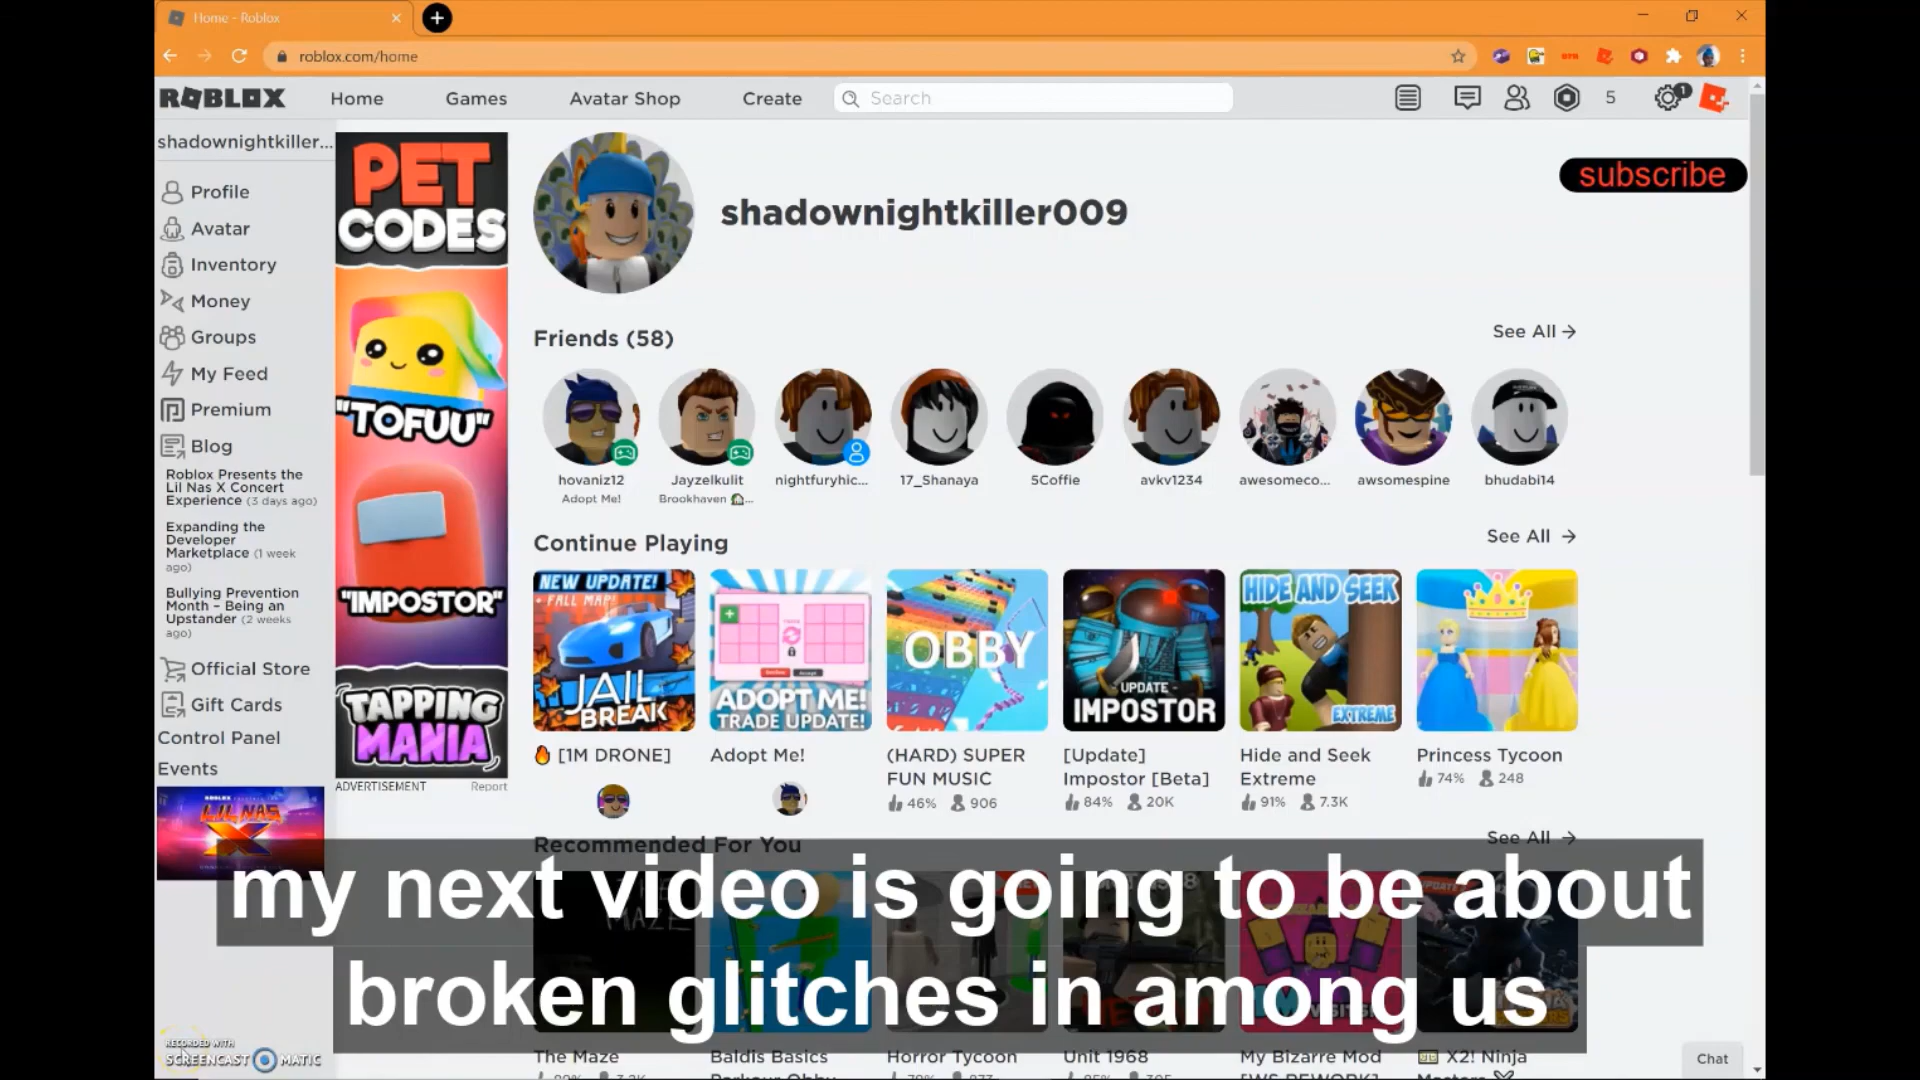 Home - Roblox
roblox.com/home
ROBLOX
Home
Games
Avatar Shop
Create
Search
5
1
shadownightkiller...
Profile
Avatar
Inventory
Money
Groups
My Feed
Premium
Blog
Roblox Presents the
Lil Nas X Concert
Experience (3 days ago)
Expanding the
Developer
Marketplace (1 week
ago)
Bullying Prevention
Month – Being an
Upstander (2 weeks
ago)
Official Store
Gift Cards
Control Panel
Events
LIL NAS
X
PET
CODES
"TOFUU"
"IMPOSTOR"
TAPPING
MANIA
ADVERTISEMENT
Report
shadownightkiller009
subscribe
Friends (58)
See All
hovaniz12
Adopt Me!
Jayzelkulit
Brookhaven
nightfuryhic...
17_Shanaya
5Coffie
avkv1234
awesomeco...
awsomespine
bhudabi14
Continue Playing
See All
NEW UPDATE!
+ FALL MAP!
JAIL
BREAK
ADOPT ME!
TRADE UPDATE!
OBBY
UPDATE -
IMPOSTOR
HIDE AND SEEK
EXTREME
[1M DRONE]
Adopt Me!
(HARD) SUPER
FUN MUSIC
46% 906
[Update]
Impostor [Beta]
84% 20K
Hide and Seek
Extreme
91% 7.3K
Princess Tycoon
74% 248
Recommended For You
See All
my next video is going to be about
broken glitches in among us
The Maze
Baldis Basics
Horror Tycoon
Unit 1968
My Bizarre Mod
X2! Ninja
RECORDED WITH
SCREENCAST MATIC
Chat